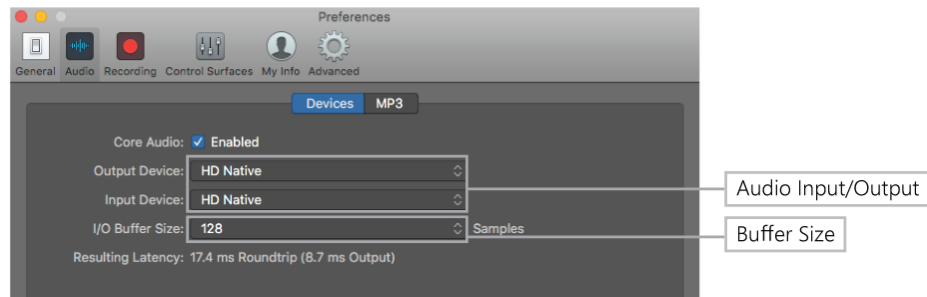 Preferences
General Audio Recording Control Surfaces My Info Advanced
Devices MP3
Core Audio: Enabled
Output Device: HD Native
Input Device: HD Native
Audio Input/Output
I/O Buffer Size: 128 Samples
Buffer Size
Resulting Latency: 17.4 ms Roundtrip (8.7 ms Output)